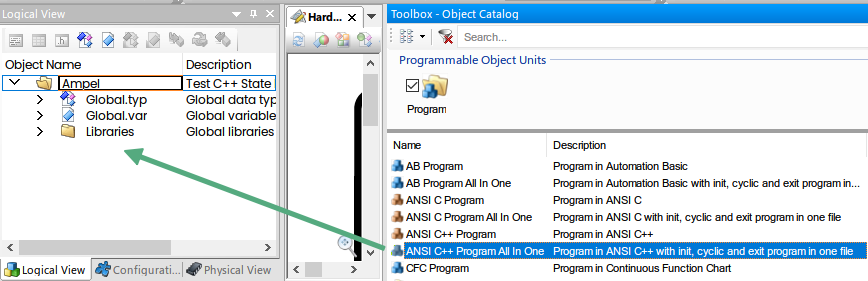 Logical View
Object Name Description
Ampel Test C++ State
Global.typ Global data typ
Global.var Global variable
Libraries Global libraries
Logical View Configurati... Physical View
Hard...
Toolbox - Object Catalog
Search...
Programmable Object Units
Program
Name Description
AB Program Program in Automation Basic
AB Program All In One Program in Automation Basic with init, cyclic and exit program in...
ANSI C Program Program in ANSI C
ANSI C Program All In One Program in ANSI C with init, cyclic and exit program in one file
ANSI C++ Program Program in ANSI C++
ANSI C++ Program All In One Program in ANSI C++ with init, cyclic and exit program in one file
CFC Program Program in Continuous Function Chart